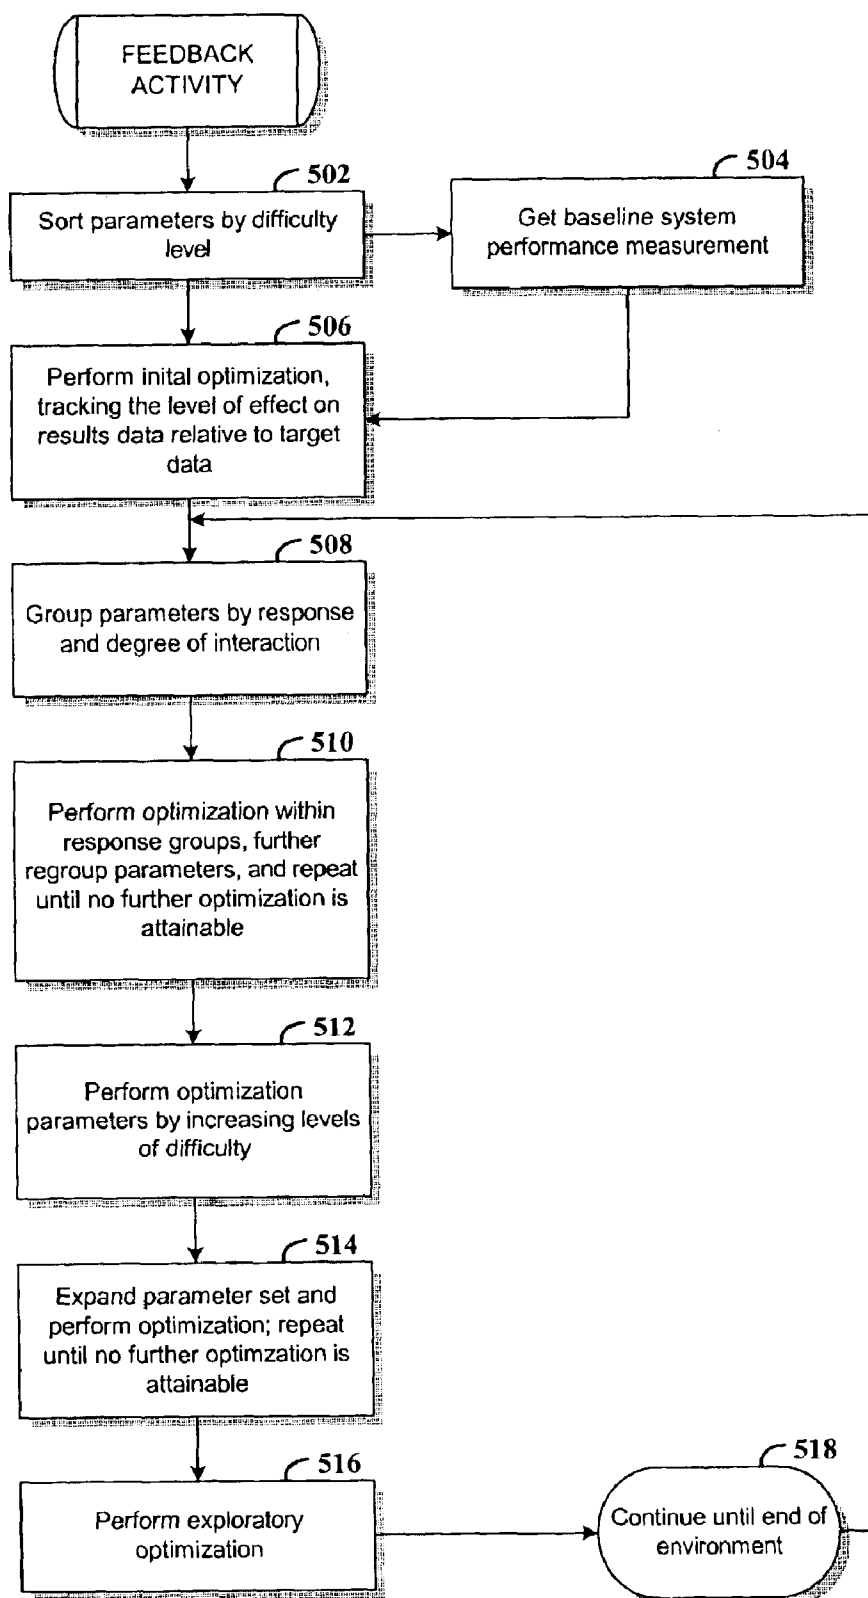 FEEDBACK
ACTIVITY
502
Sort parameters by difficulty
level
504
Get baseline system
performance measurement
506
Perform inital optimization,
tracking the level of effect on
results data relative to target
data
508
Group parameters by response
and degree of interaction
510
Perform optimization within
response groups, further
regroup parameters, and repeat
until no further optimization is
attainable
512
Perform optimization
parameters by increasing levels
of difficulty
514
Expand parameter set and
perform optimization; repeat
until no further optimzation is
attainable
516
Perform exploratory
optimization
518
Continue until end of
environment